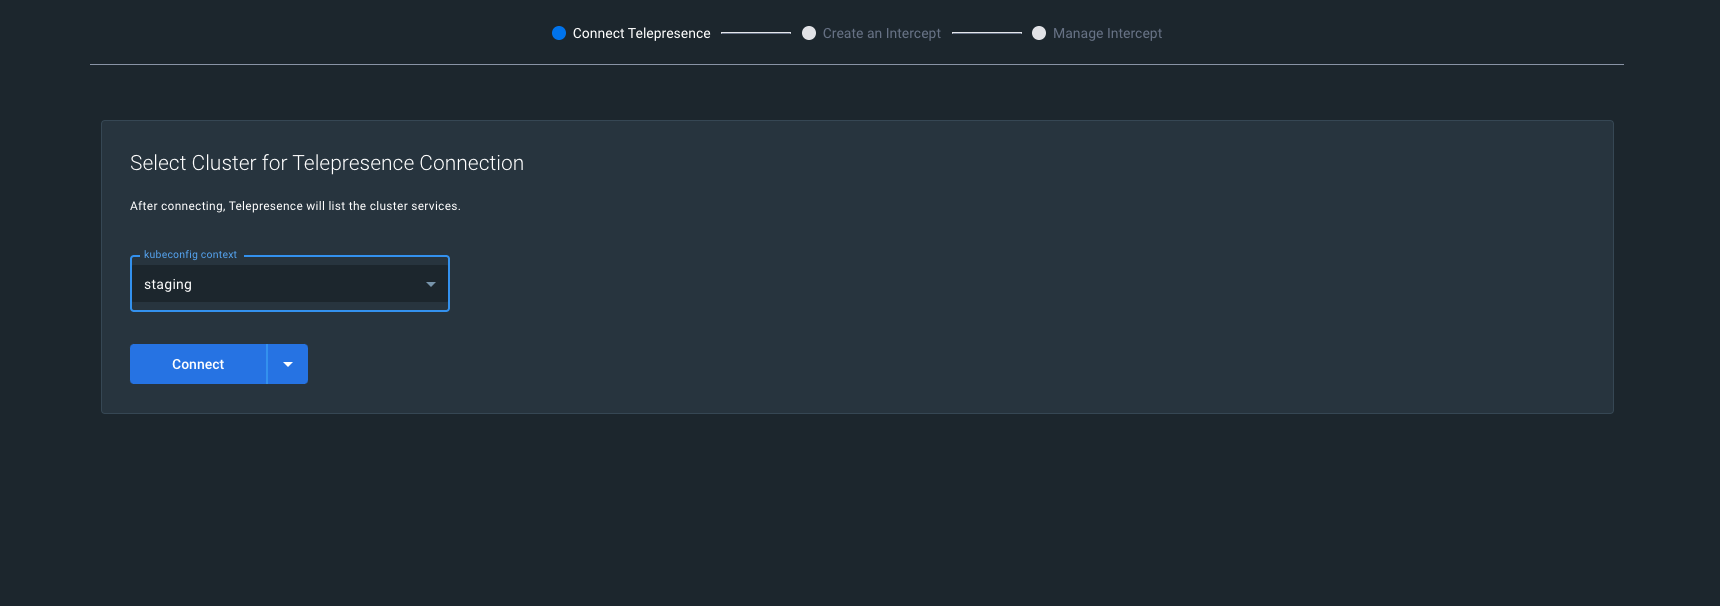 Connect Telepresence
Create an Intercept
Manage Intercept
Select Cluster for Telepresence Connection
After connecting, Telepresence will list the cluster services.
kubeconfig context
staging
Connect